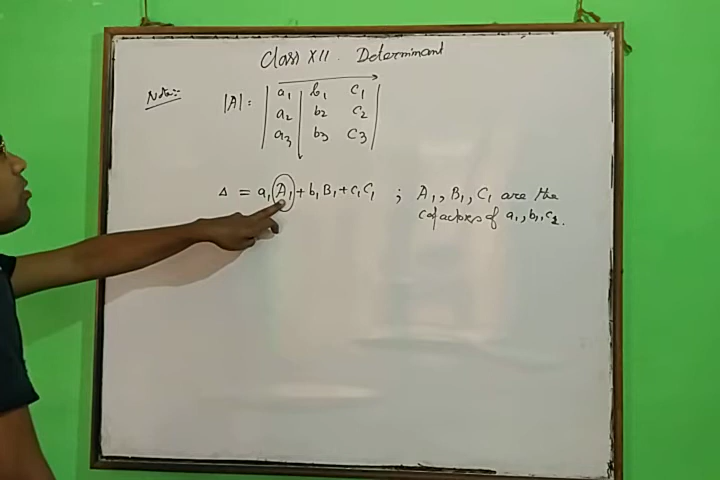 Class XII. Determinant
Note:-
|A| = | a₁ b₁ c₁ |
| a₂ b₂ c₂ |
| a₃ b₃ c₃ |
Δ = a₁A₁ + b₁B₁ + c₁C₁ ; A₁, B₁, C₁ are the
cofactors of a₁, b₁, c₂.